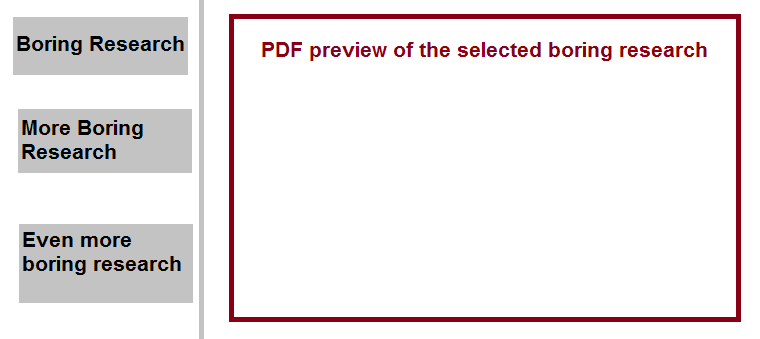 Boring Research
More Boring
Research
Even more
boring research
PDF preview of the selected boring research